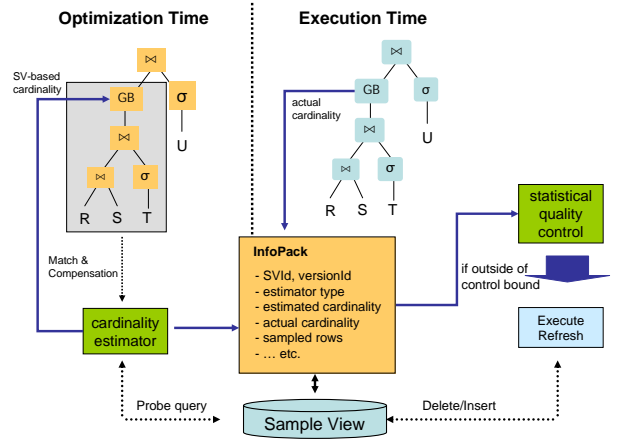 Optimization Time
Execution Time
SV-based
cardinality
⋈
GB
σ
⋈
U
⋈
σ
R
S
T
actual
cardinality
⋈
GB
σ
⋈
U
⋈
σ
R
S
T
Match &
Compensation
cardinality
estimator
InfoPack
- SVId, versionId
- estimator type
- estimated cardinality
- actual cardinality
- sampled rows
- … etc.
statistical
quality
control
if outside of
control bound
Execute
Refresh
Probe query
Sample View
Delete/Insert